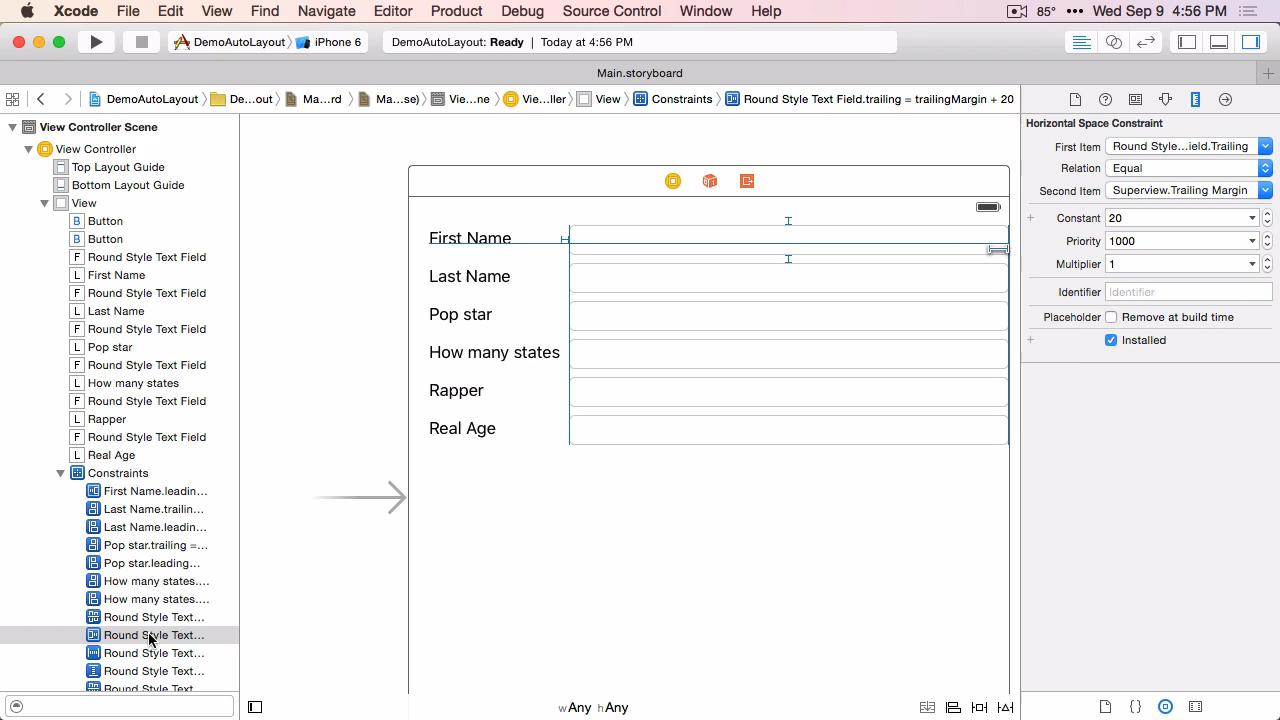 Xcode File Edit View Find Navigate Editor Product Debug Source Control Window Help 85° ••• Wed Sep 9 4:56 PM
DemoAutoLayout iPhone 6 DemoAutoLayout: Ready | Today at 4:56 PM
Main.storyboard
DemoAutoLayout De...out Ma...rd Ma...se) Vie...ne Vie...ller View Constraints Round Style Text Field.trailing = trailingMargin + 20
View Controller Scene
View Controller
Top Layout Guide
Bottom Layout Guide
View
B Button
B Button
F Round Style Text Field
L First Name
F Round Style Text Field
L Last Name
F Round Style Text Field
L Pop star
F Round Style Text Field
L How many states
F Round Style Text Field
L Rapper
F Round Style Text Field
L Real Age
Constraints
First Name.leadin...
Last Name.trailin...
Last Name.leadin...
Pop star.trailing =...
Pop star.leading...
How many states....
How many states....
Round Style Text...
Round Style Text...
Round Style Text...
Round Style Text...
Round Style Text
First Name
Last Name
Pop star
How many states
Rapper
Real Age
wAny hAny
Horizontal Space Constraint
First Item Round Style...ield.Trailing
Relation Equal
Second Item Superview.Trailing Margin
+ Constant 20
Priority 1000
Multiplier 1
Identifier Identifier
Placeholder Remove at build time
+ Installed
{ }